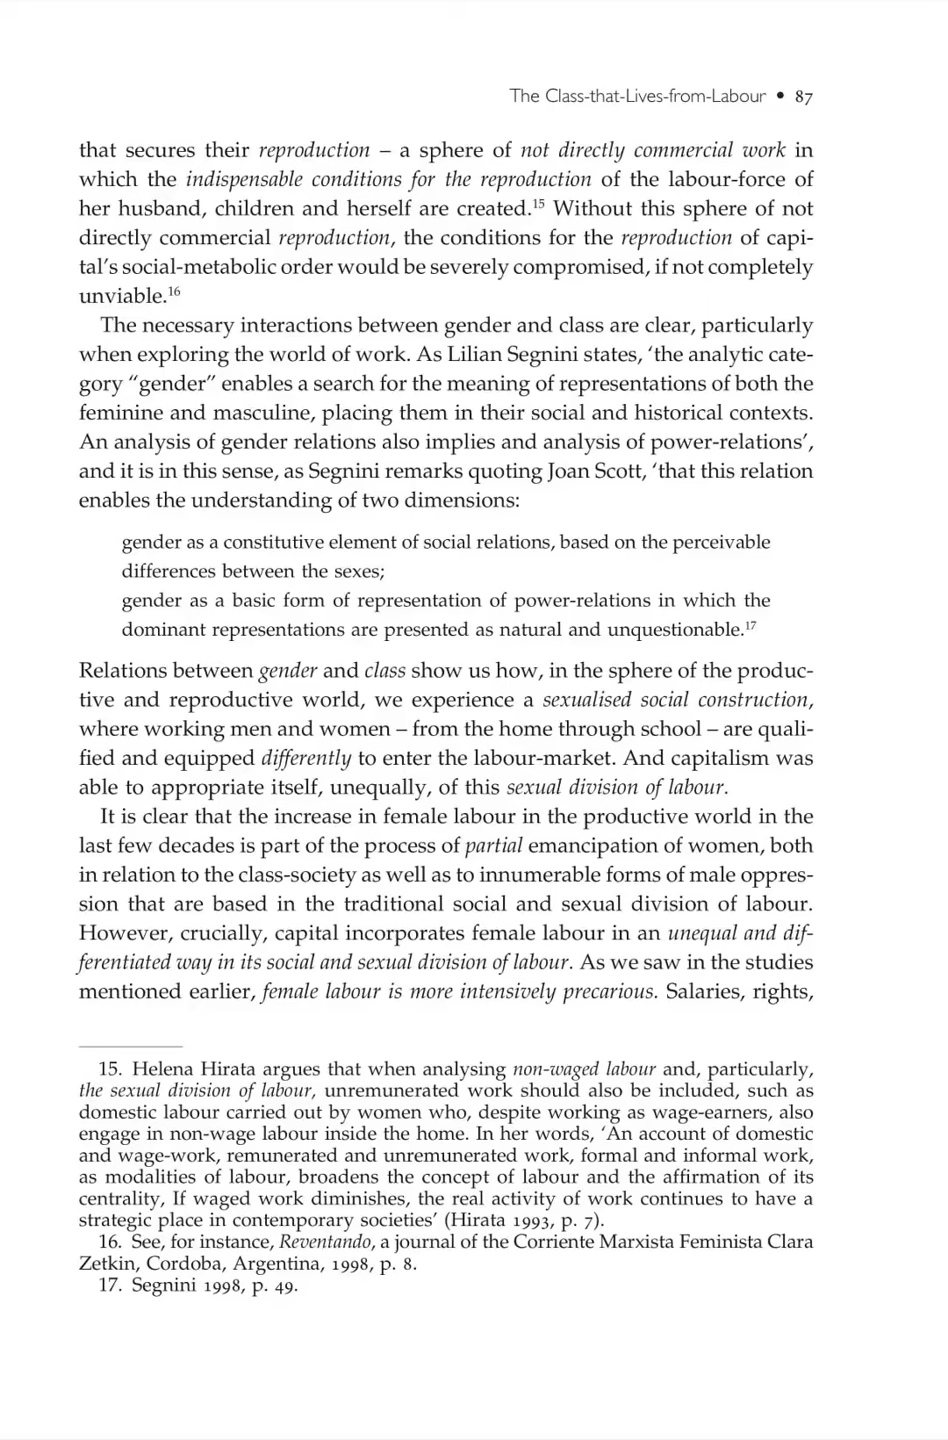 The Class-that-Lives-from-Labour • 87
that secures their reproduction – a sphere of not directly commercial work in
which the indispensable conditions for the reproduction of the labour-force of
her husband, children and herself are created.15 Without this sphere of not
directly commercial reproduction, the conditions for the reproduction of capi-
tal’s social-metabolic order would be severely compromised, if not completely
unviable.16
The necessary interactions between gender and class are clear, particularly
when exploring the world of work. As Lilian Segnini states, ‘the analytic cate-
gory “gender” enables a search for the meaning of representations of both the
feminine and masculine, placing them in their social and historical contexts.
An analysis of gender relations also implies and analysis of power-relations’,
and it is in this sense, as Segnini remarks quoting Joan Scott, ‘that this relation
enables the understanding of two dimensions:
gender as a constitutive element of social relations, based on the perceivable
differences between the sexes;
gender as a basic form of representation of power-relations in which the
dominant representations are presented as natural and unquestionable.17
Relations between gender and class show us how, in the sphere of the produc-
tive and reproductive world, we experience a sexualised social construction,
where working men and women – from the home through school – are quali-
fied and equipped differently to enter the labour-market. And capitalism was
able to appropriate itself, unequally, of this sexual division of labour.
It is clear that the increase in female labour in the productive world in the
last few decades is part of the process of partial emancipation of women, both
in relation to the class-society as well as to innumerable forms of male oppres-
sion that are based in the traditional social and sexual division of labour.
However, crucially, capital incorporates female labour in an unequal and dif-
ferentiated way in its social and sexual division of labour. As we saw in the studies
mentioned earlier, female labour is more intensively precarious. Salaries, rights,
15. Helena Hirata argues that when analysing non-waged labour and, particularly,
the sexual division of labour, unremunerated work should also be included, such as
domestic labour carried out by women who, despite working as wage-earners, also
engage in non-wage labour inside the home. In her words, ‘An account of domestic
and wage-work, remunerated and unremunerated work, formal and informal work,
as modalities of labour, broadens the concept of labour and the affirmation of its
centrality, If waged work diminishes, the real activity of work continues to have a
strategic place in contemporary societies’ (Hirata 1993, p. 7).
16. See, for instance, Reventando, a journal of the Corriente Marxista Feminista Clara
Zetkin, Cordoba, Argentina, 1998, p. 8.
17. Segnini 1998, p. 49.